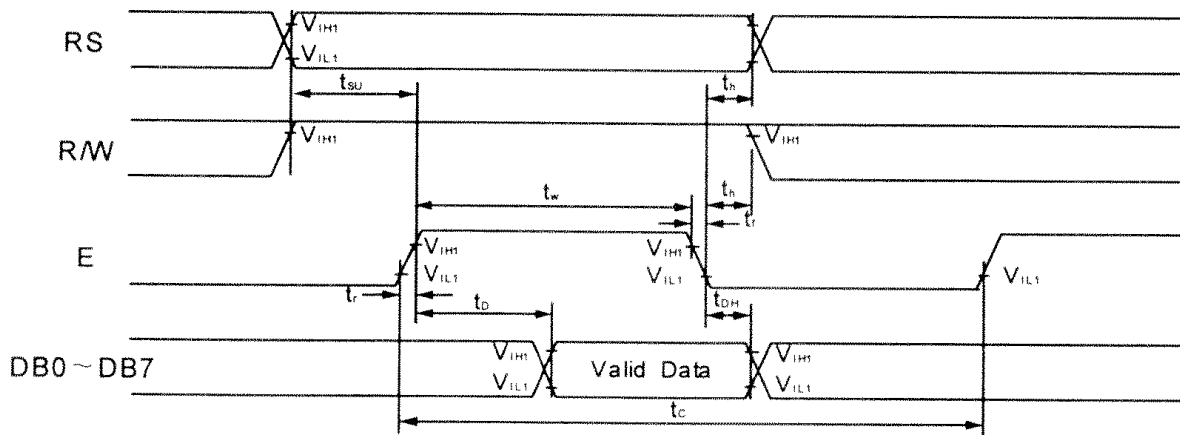 RS
VIH1
VIL1
tSU
th
R/W
VIH1
VIH1
tw
th
tf
E
VIH1
VIL1
VIH1
VIL1
VIL1
tr
tD
tDH
DB0~DB7
VIH1
VIL1
Valid Data
VIH1
VIL1
tC